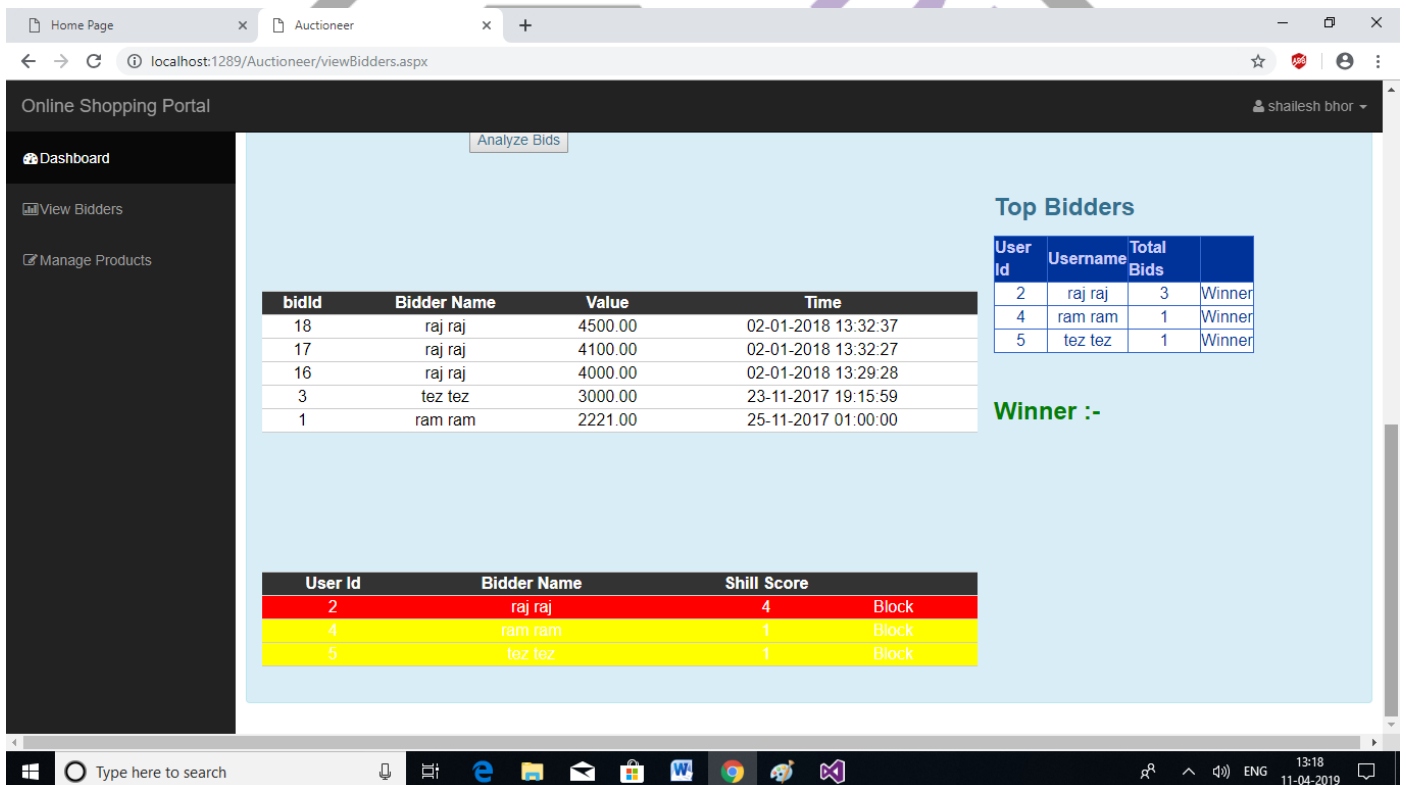 Home Page
Auctioneer
localhost:1289/Auctioneer/viewBidders.aspx
Online Shopping Portal
shailesh bhor
Dashboard
View Bidders
Manage Products
Analyze Bids
bidId Bidder Name Value Time
18 raj raj 4500.00 02-01-2018 13:32:37
17 raj raj 4100.00 02-01-2018 13:32:27
16 raj raj 4000.00 02-01-2018 13:29:28
3 tez tez 3000.00 23-11-2017 19:15:59
1 ram ram 2221.00 25-11-2017 01:00:00
Top Bidders
User Id Username Total Bids
2 raj raj 3 Winner
4 ram ram 1 Winner
5 tez tez 1 Winner
Winner :-
User Id Bidder Name Shill Score
2 raj raj 4 Block
4 ram ram 1 Block
5 tez tez 1 Block
Type here to search
ENG
13:18
11-04-2019